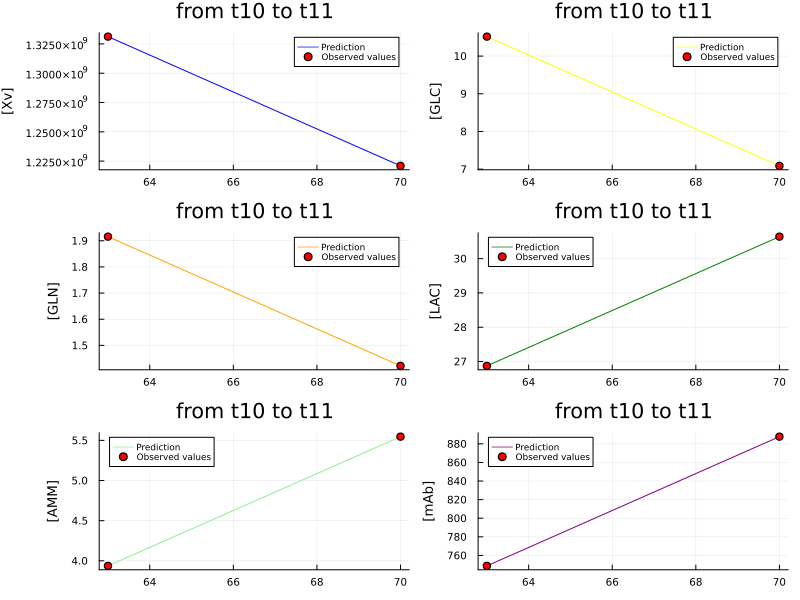 from t10 to t11
[Xv]
1.3250×10⁹
1.3000×10⁹
1.2750×10⁹
1.2500×10⁹
1.2250×10⁹
Prediction
Observed values
64 66 68 70
from t10 to t11
[GLC]
10
9
8
7
Prediction
Observed values
64 66 68 70
from t10 to t11
[GLN]
1.9
1.8
1.7
1.6
1.5
Prediction
Observed values
64 66 68 70
from t10 to t11
[LAC]
30
29
28
27
Prediction
Observed values
64 66 68 70
from t10 to t11
[AMM]
5.5
5.0
4.5
4.0
Prediction
Observed values
64 66 68 70
from t10 to t11
[mAb]
880
860
840
820
800
780
760
Prediction
Observed values
64 66 68 70